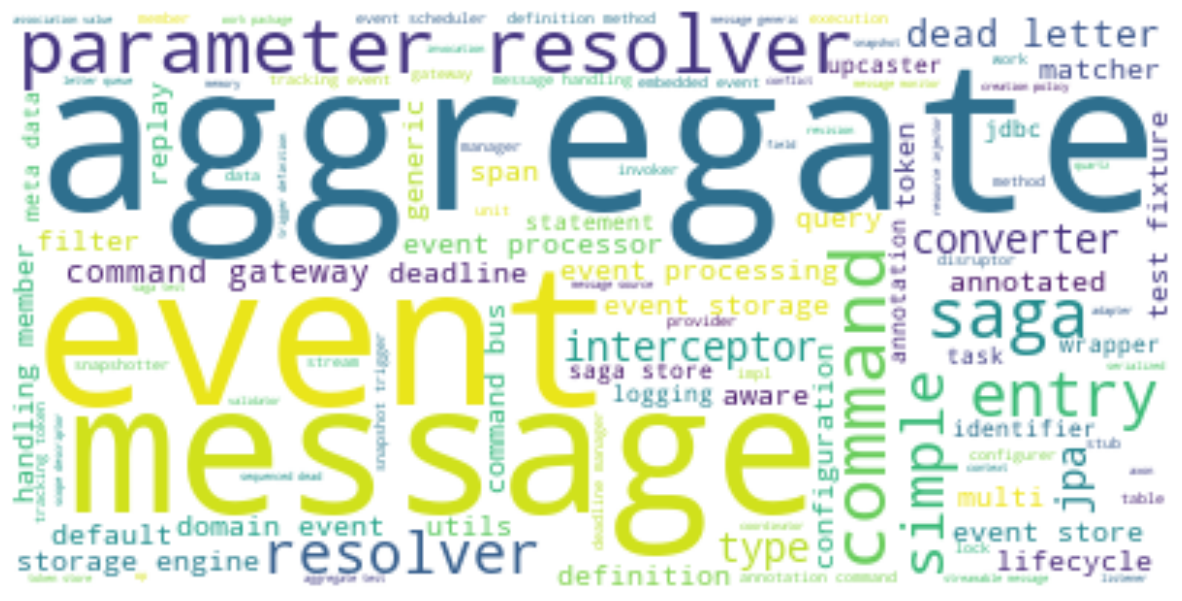 association value member work package event scheduler definition method message generic execution
parameter resolver invocation snapshot dead letter
letter queue memory tracking event gateway message handling embedded event conflict upcaster work matcher
message monitor creation policy
aggregate
meta data replay data generic manager span invoker revision field token jdbc quartz method test fixture
trigger definition unit resource injector
statement query
filter event processor annotation converter
command gateway deadline event processing disruptor
saga test message source annotated
event event storage command saga adapter
handling member provider
snapshotter stream snapshot trigger command bus interceptor task wrapper
saga store impl serialized
validator logging aware simple entry
message configuration identifier
tracking token scope descriptor sequenced dead deadline manager configurer stub
context jpa axon
multi table
default domain event utils coordinator event store
storage engine resolver type lock lifecycle
token store op aggregate test definition annotation command streamable message listener